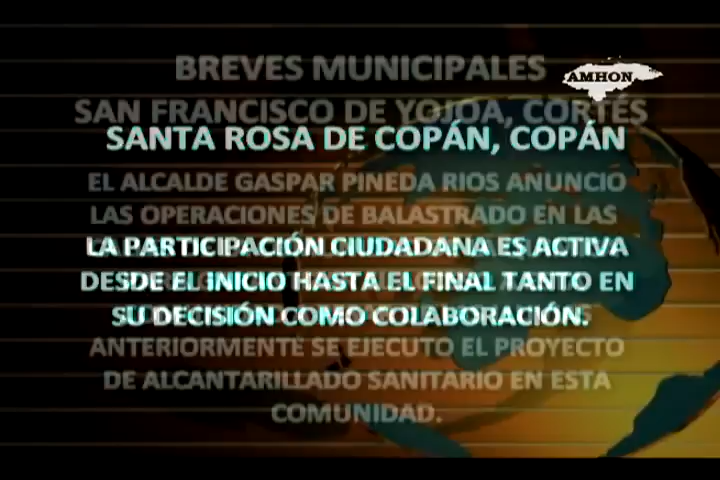 BREVES MUNICIPALES
AMHON
SAN FRANCISCO DE YOJOA, CORTÉS
SANTA ROSA DE COPÁN, COPÁN
EL ALCALDE GASPAR PINEDA RIOS ANUNCIO
LAS OPERACIONES DE BALASTRADO EN LAS
LA PARTICIPACIÓN CIUDADANA ES ACTIVA
DESDE EL INICIO HASTA EL FINAL TANTO EN
SU DECISIÓN COMO COLABORACIÓN.
ANTERIORMENTE SE EJECUTO EL PROYECTO
DE ALCANTARILLADO SANITARIO EN ESTA
COMUNIDAD.